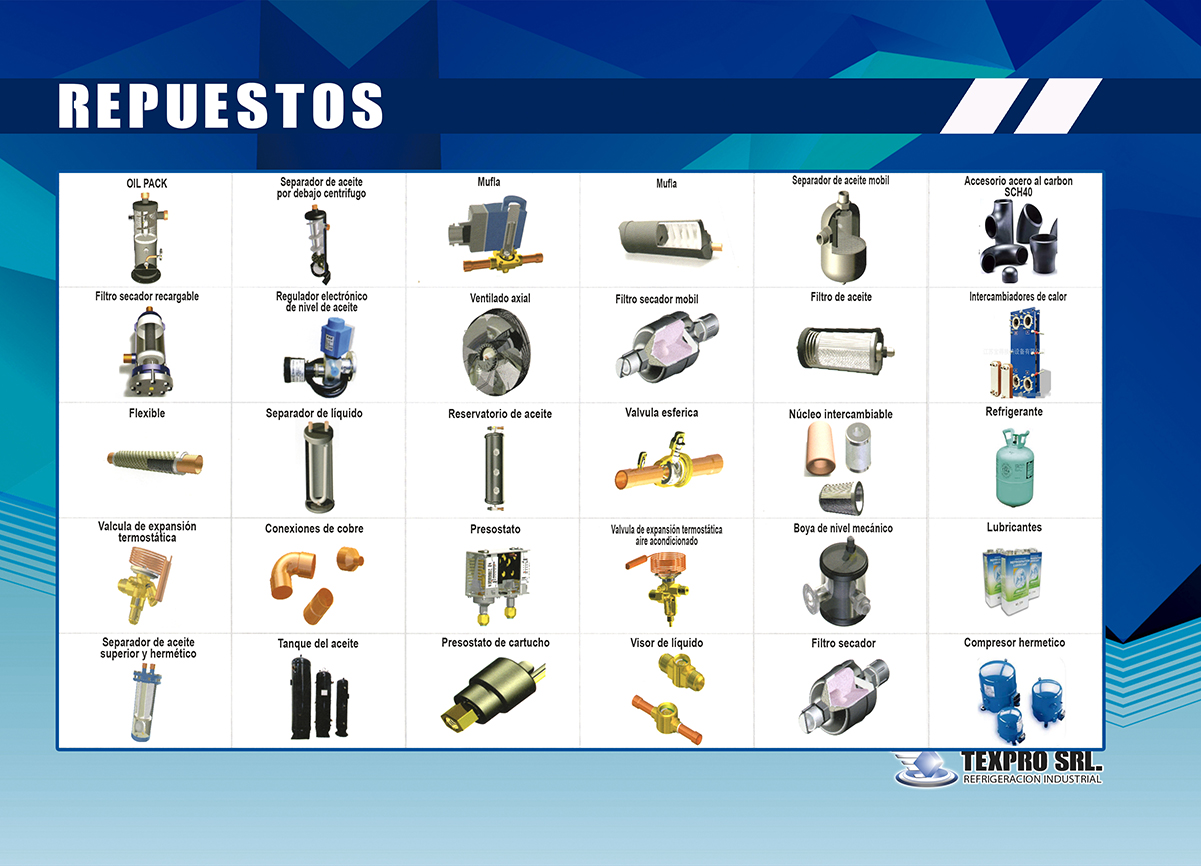 REPUESTOS
OIL PACK
Separador de aceite
por debajo centrifugo
Mufla
Mufla
Separador de aceite mobil
Accesorio acero al carbon
SCH40
Filtro secador recargable
Regulador electrónico
de nivel de aceite
Ventilado axial
Filtro secador mobil
Filtro de aceite
Intercambiadores de calor
Flexible
Separador de líquido
Reservatorio de aceite
Valvula esferica
Núcleo intercambiable
Refrigerante
Valcula de expansión
termostática
Conexiones de cobre
Presostato
Valvula de expansión termostática
aire acondicionado
Boya de nivel mecánico
Lubricantes
Separador de aceite
superior y hermético
Tanque del aceite
Presostato de cartucho
Visor de líquido
Filtro secador
Compresor hermetico
TEXPRO SRL.
REFRIGERACIÓN INDUSTRIAL